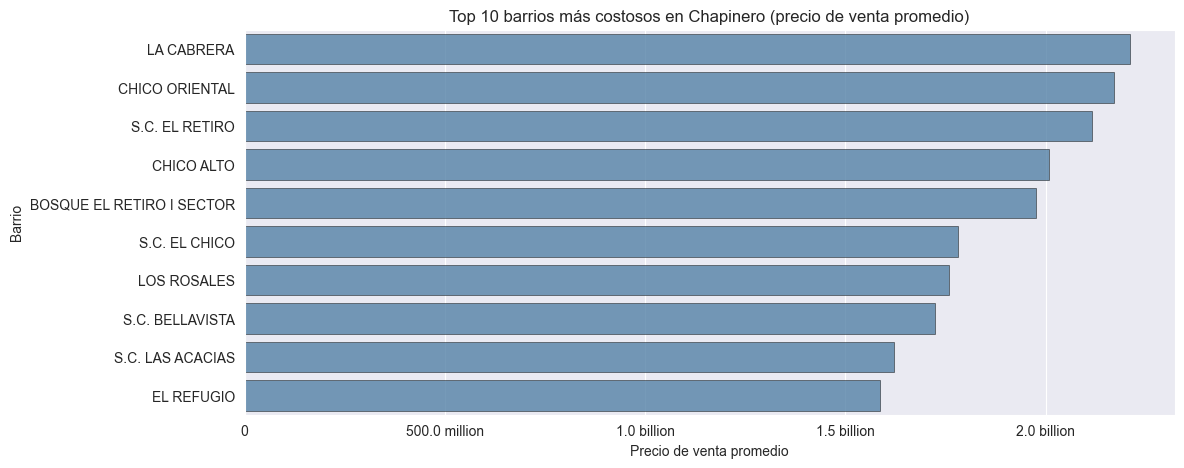 Top 10 barrios más costosos en Chapinero (precio de venta promedio)
Barrio
LA CABRERA
CHICO ORIENTAL
S.C. EL RETIRO
CHICO ALTO
BOSQUE EL RETIRO I SECTOR
S.C. EL CHICO
LOS ROSALES
S.C. BELLAVISTA
S.C. LAS ACACIAS
EL REFUGIO
0 500.0 million 1.0 billion 1.5 billion 2.0 billion
Precio de venta promedio